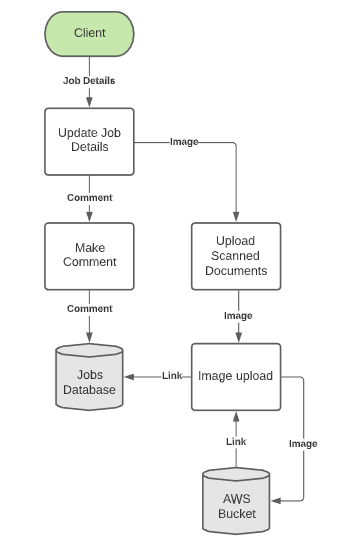 Client
Job Details
Update Job
Details
Image
Comment
Make
Comment
Upload
Scanned
Documents
Comment
Image
Jobs
Database
Link
Image upload
Link
Image
AWS
Bucket